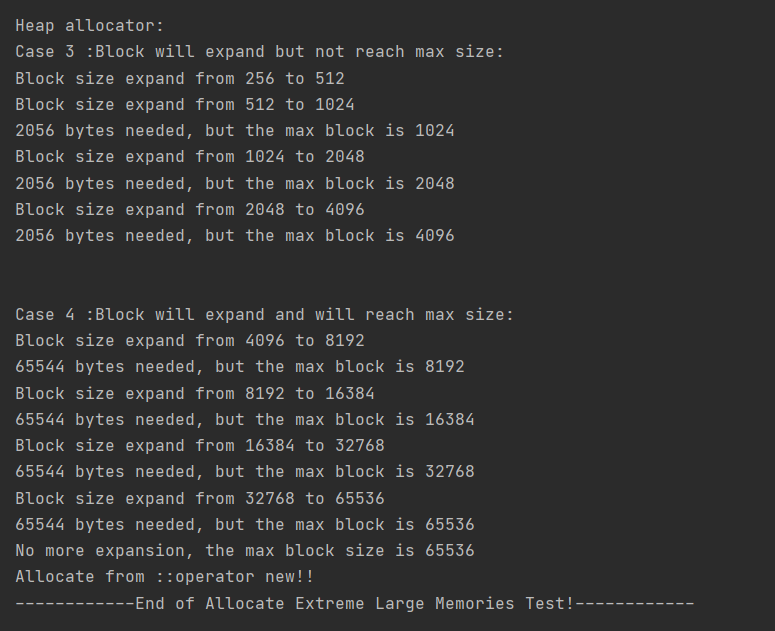 Heap allocator:
Case 3 :Block will expand but not reach max size:
Block size expand from 256 to 512
Block size expand from 512 to 1024
2056 bytes needed, but the max block is 1024
Block size expand from 1024 to 2048
2056 bytes needed, but the max block is 2048
Block size expand from 2048 to 4096
2056 bytes needed, but the max block is 4096
Case 4 :Block will expand and will reach max size:
Block size expand from 4096 to 8192
65544 bytes needed, but the max block is 8192
Block size expand from 8192 to 16384
65544 bytes needed, but the max block is 16384
Block size expand from 16384 to 32768
65544 bytes needed, but the max block is 32768
Block size expand from 32768 to 65536
65544 bytes needed, but the max block is 65536
No more expansion, the max block size is 65536
Allocate from ::operator new!!
------------End of Allocate Extreme Large Memories Test!------------